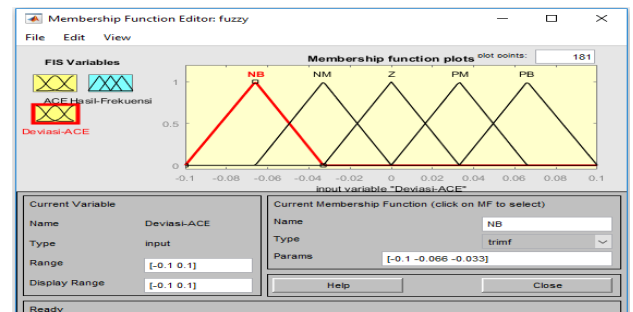 Membership Function Editor: fuzzy
File Edit View
FIS Variables
Membership function plots
plot points:
181
ACE Hasil-Frekuensi
Deviasi-ACE
NB NM Z PM PB
1
0.5
0
-0.1 -0.08 -0.06 -0.04 -0.02 0 0.02 0.04 0.06 0.08 0.1
input variable "Deviasi-ACE"
Current Variable
Name Deviasi-ACE
Type input
Range [-0.1 0.1]
Display Range [-0.1 0.1]
Current Membership Function (click on MF to select)
Name NB
Type trimf
Params [-0.1 -0.066 -0.033]
Help Close
Ready